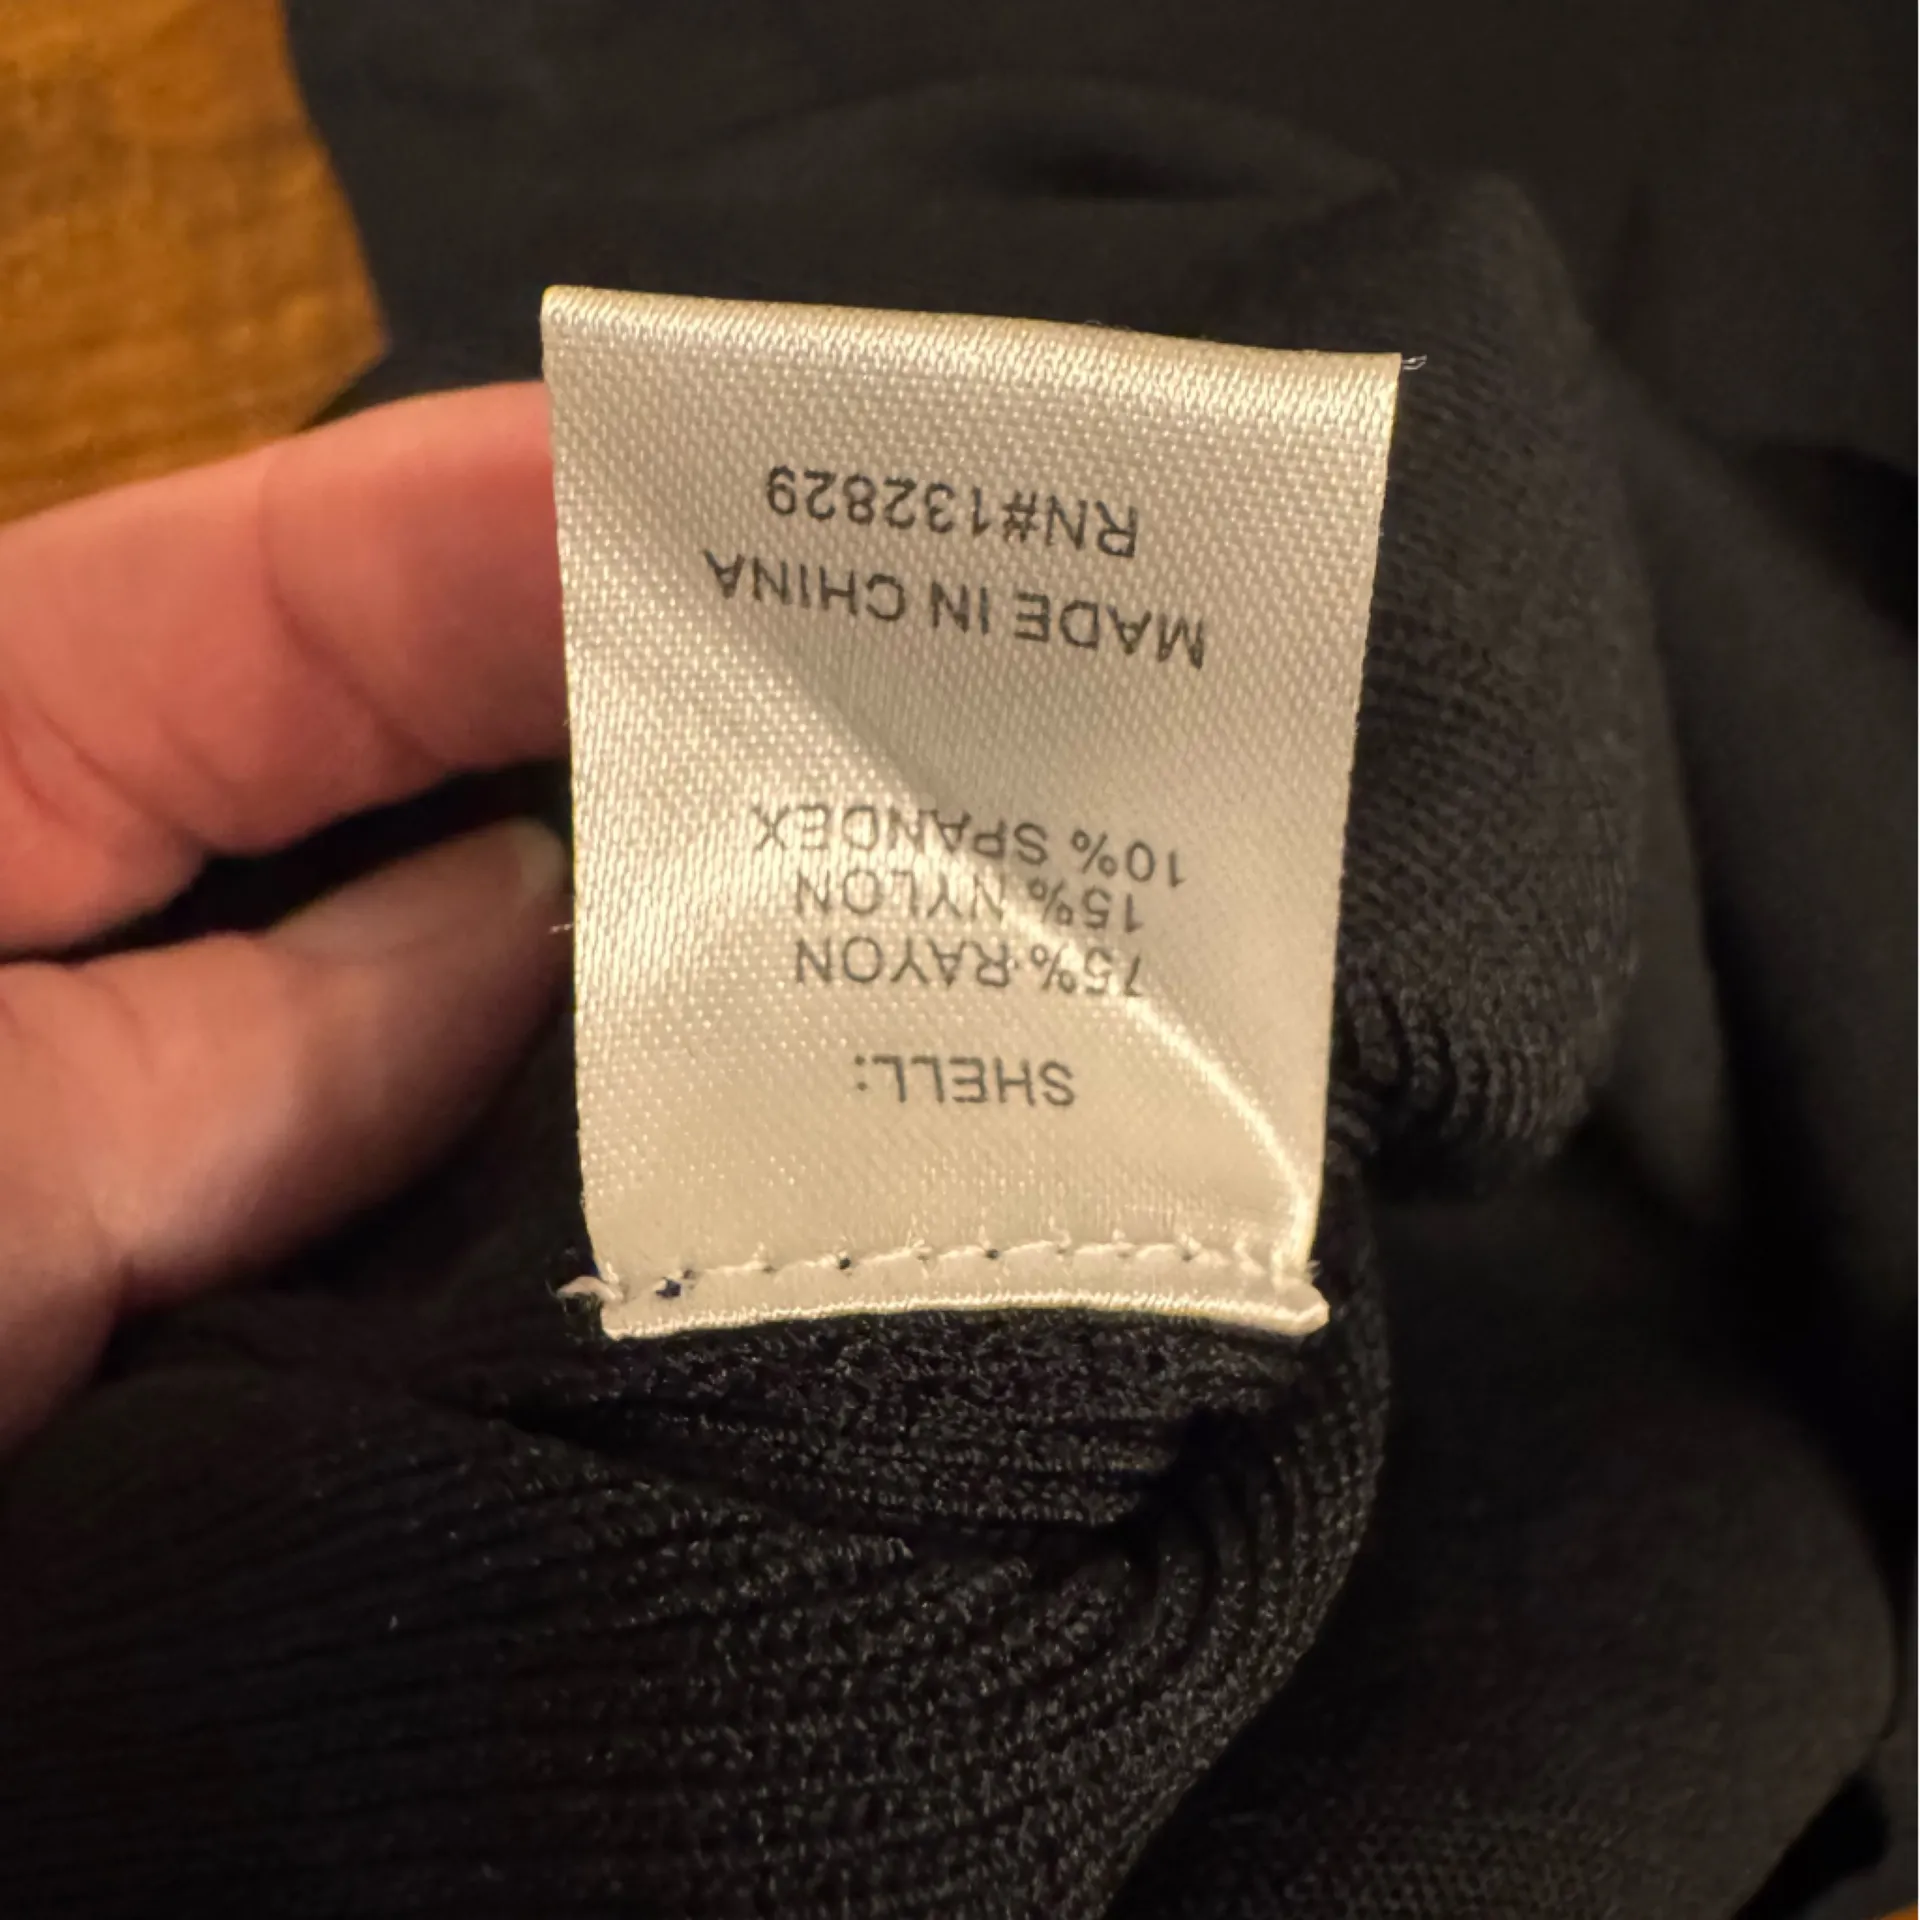 SHELL:
75% RAYON
15% NYLON
10% SPANDEX
MADE IN CHINA
RN#132829